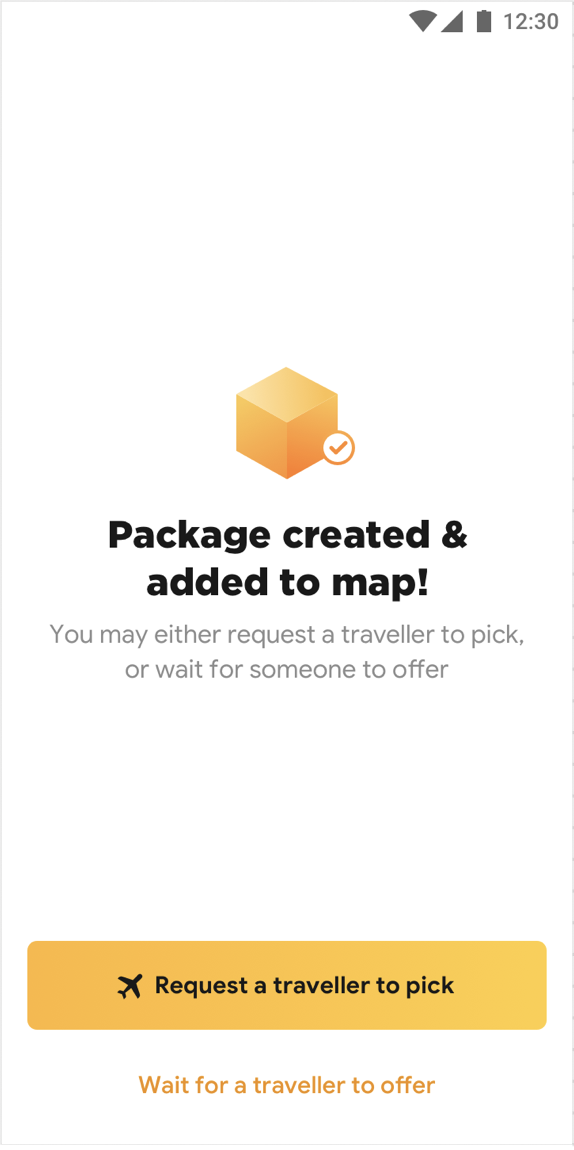 12:30
Package created &
added to map!
You may either request a traveller to pick,
or wait for someone to offer
Request a traveller to pick
Wait for a traveller to offer